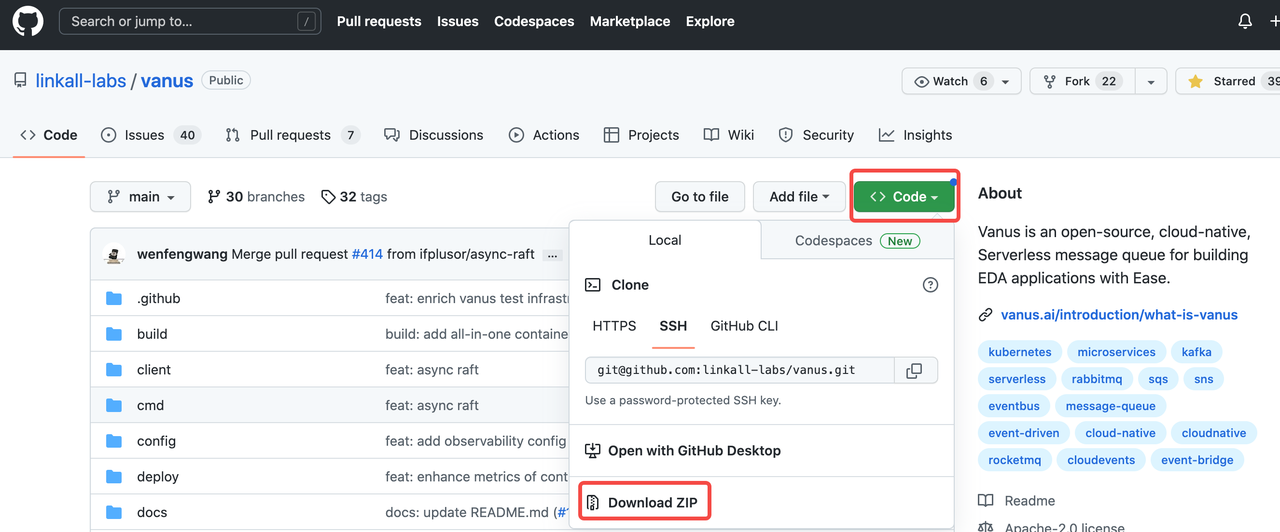 Search or jump to... / Pull requests Issues Codespaces Marketplace Explore
linkall-labs / vanus Public Watch 6 Fork 22 Starred 39
Code Issues 40 Pull requests 7 Discussions Actions Projects Wiki Security Insights
main 30 branches 32 tags Go to file Add file Code
wenfengwang Merge pull request #414 from ifplusor/async-raft ...
.github feat: enrich vanus test infrast
build build: add all-in-one containe
client feat: async raft
cmd feat: async raft
config feat: add observability config
deploy feat: enhance metrics of cont
docs docs: update README.md (#
Local Codespaces New
Clone
HTTPS SSH GitHub CLI
git@github.com:linkall-labs/vanus.git
Use a password-protected SSH key.
Open with GitHub Desktop
Download ZIP
About
Vanus is an open-source, cloud-native,
Serverless message queue for building
EDA applications with Ease.
vanus.ai/introduction/what-is-vanus
kubernetes microservices kafka
serverless rabbitmq sqs sns
eventbus message-queue
event-driven cloud-native cloudnative
rocketmq cloudevents event-bridge
Readme
Apache-2.0 license